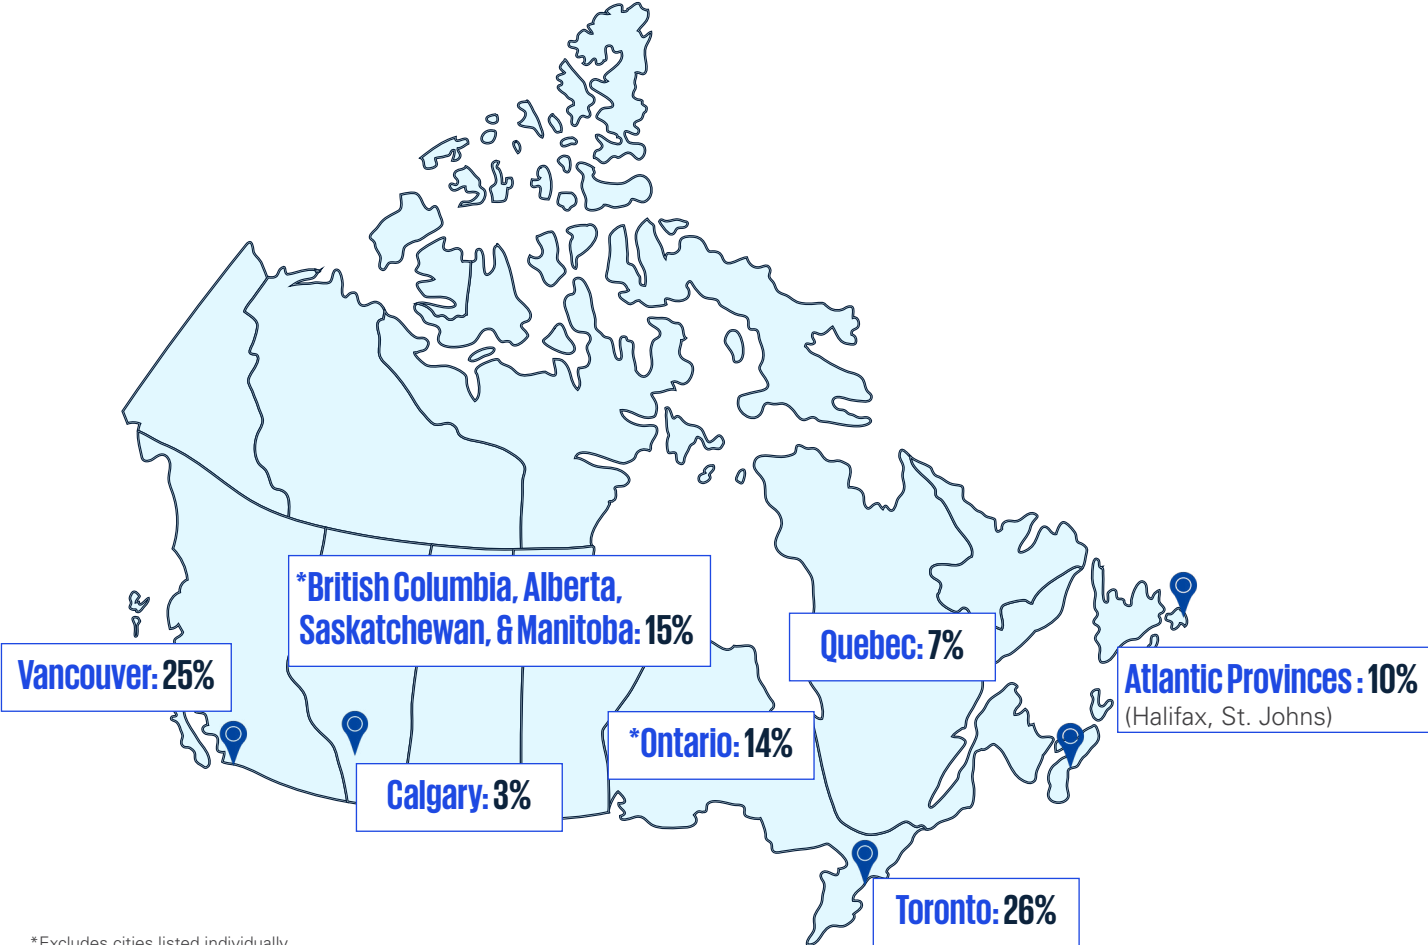 *British Columbia, Alberta,
Saskatchewan, & Manitoba: 15%
Quebec: 7%
Vancouver: 25%
Atlantic Provinces : 10%
(Halifax, St. Johns)
*Ontario: 14%
Calgary: 3%
Toronto: 26%
*Excludes cities listed individually